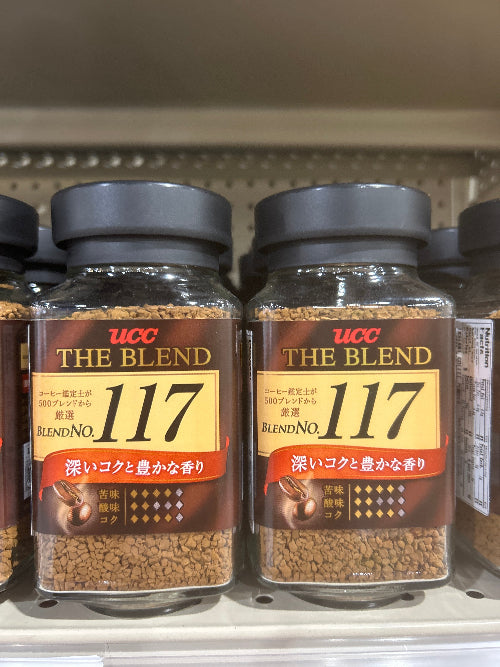 UCC
THE BLEND
コーヒー鑑定士が
500ブレンドから
厳選
BLEND NO. 117
深いコクと豊かな香り
苦味
酸味
コク
UCC
THE BLEND
コーヒー鑑定士が
500ブレンドから
厳選
BLEND NO. 117
深いコクと豊かな香り
苦味
酸味
コク
Nutrition
Facts